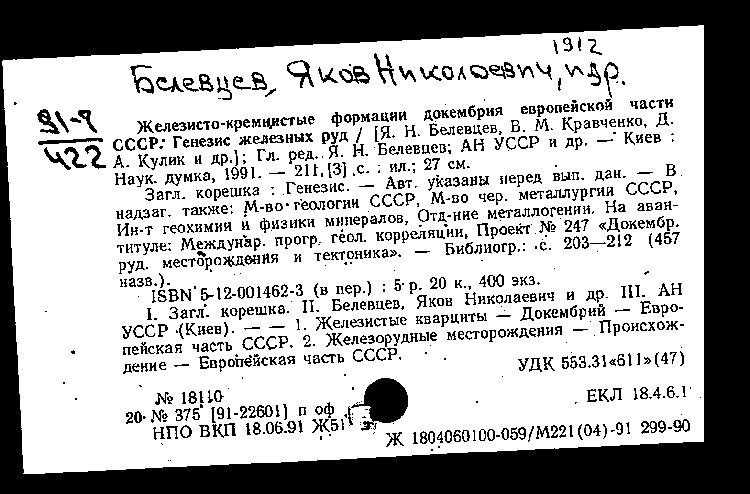 1912
Белевцев, Яков Николаевич, и др.
91-9
422
Железисто-кремнистые формации докембрия европейской части
СССР: Генезис железных руд / [Я. Н. Белевцев, В. М. Кравченко, Д.
А. Кулик и др.]; Гл. ред. Я. Н. Белевцев; АН УССР и др. — Киев :
Наук. думка, 1991. — 211, [3] с. : ил.; 27 см.
Загл. корешка : Генезис. — Авт. указаны перед вып. дан. — В
надзаг. также: М-во геологии СССР, М-во чер. металлургии СССР,
Ин-т геохимии и физики минералов, Отд-ние металлогении. На аван-
титуле: Междунар. прогр. геол. корреляции, Проект № 247 «Докембр.
руд. месторождения и тектоника». — Библиогр.: с. 203—212 (457
назв.).
ISBN 5-12-001462-3 (в пер.) : 5 р. 20 к., 400 экз.
I. Загл. корешка. II. Белевцев, Яков Николаевич и др. III. АН
УССР (Киев). — — 1. Железистые кварциты — Докембрий — Евро-
пейская часть СССР. 2. Железорудные месторождения — Происхож-
дение — Европейская часть СССР.
УДК 553.31«611»(47)
№ 18110
20 № 375 [91-22601] п оф
ЕКЛ 18.4.6.1
НПО ВКП 18.06.91 Ж51
Ж 1804060100-059/М221(04)-91 299-90